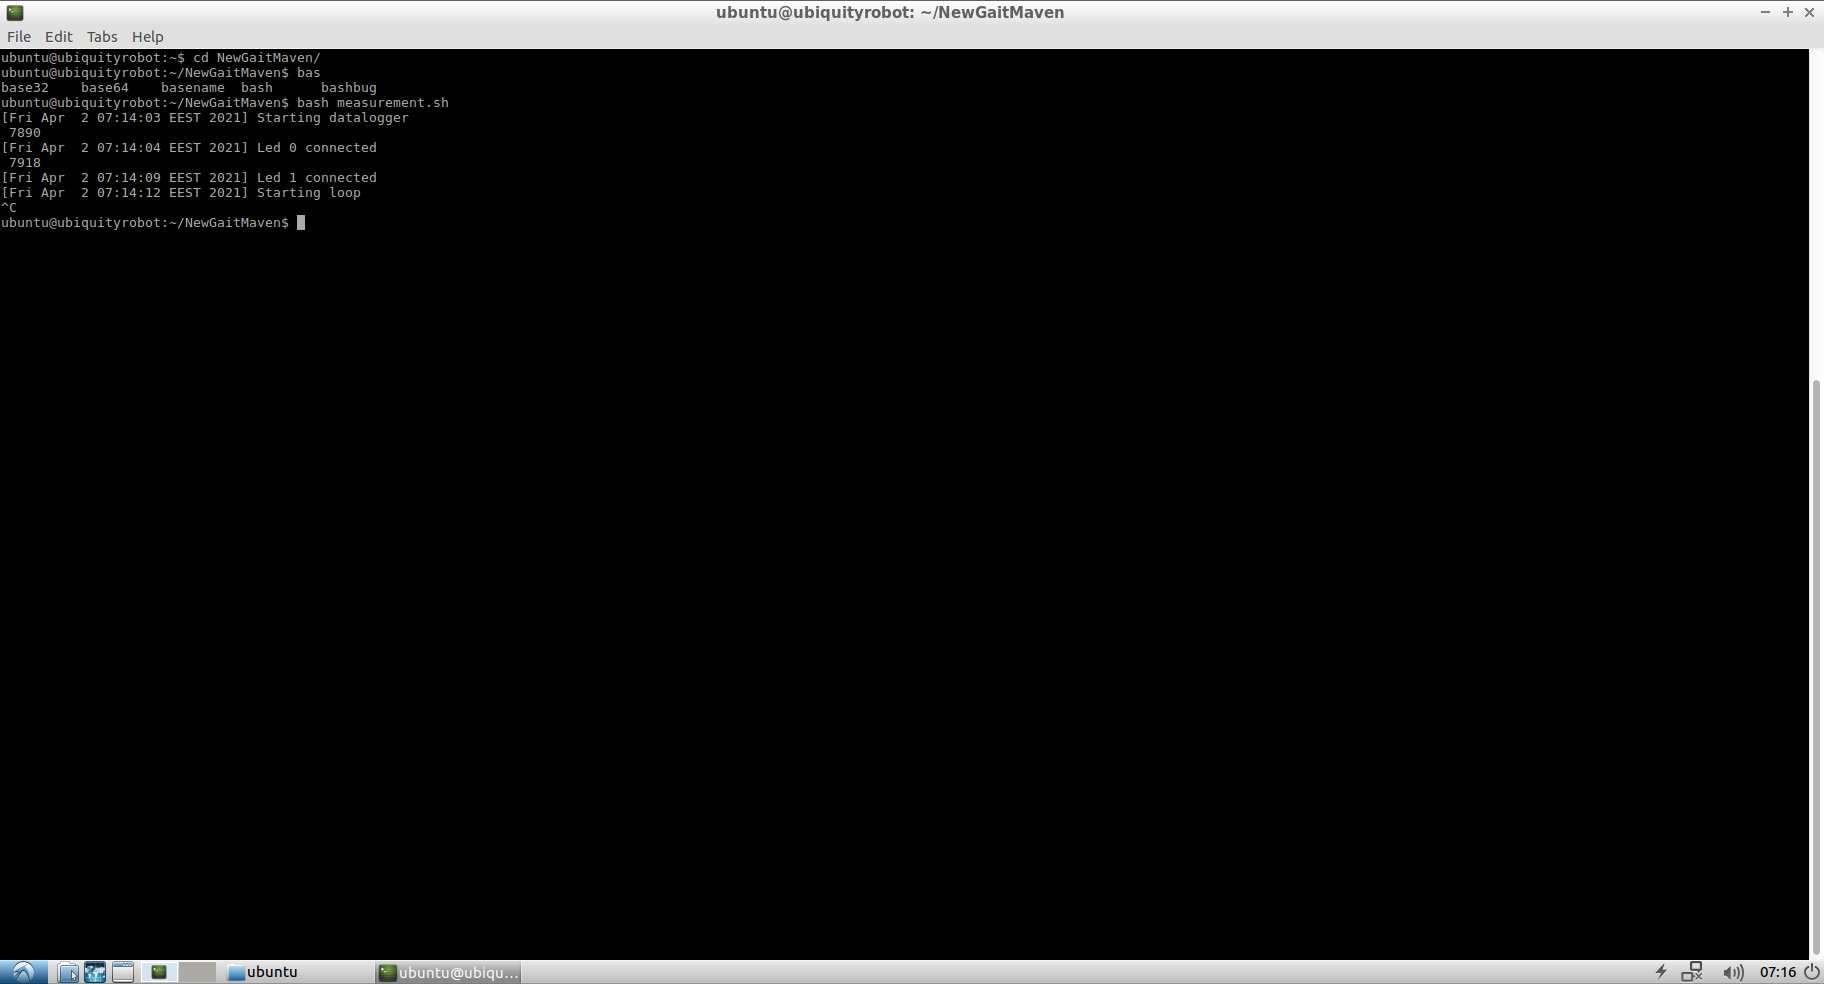 ubuntu@ubiquityrobot: ~/NewGaitMaven
File Edit Tabs Help
ubuntu@ubiquityrobot:~$ cd NewGaitMaven/
ubuntu@ubiquityrobot:~/NewGaitMaven$ bas
base32    base64    basename  bash      bashbug
ubuntu@ubiquityrobot:~/NewGaitMaven$ bash measurement.sh
[Fri Apr  2 07:14:03 EEST 2021] Starting datalogger
 7890
[Fri Apr  2 07:14:04 EEST 2021] Led 0 connected
 7918
[Fri Apr  2 07:14:09 EEST 2021] Led 1 connected
[Fri Apr  2 07:14:12 EEST 2021] Starting loop
^C
ubuntu@ubiquityrobot:~/NewGaitMaven$
ubuntu
ubuntu@ubiqu...
07:16